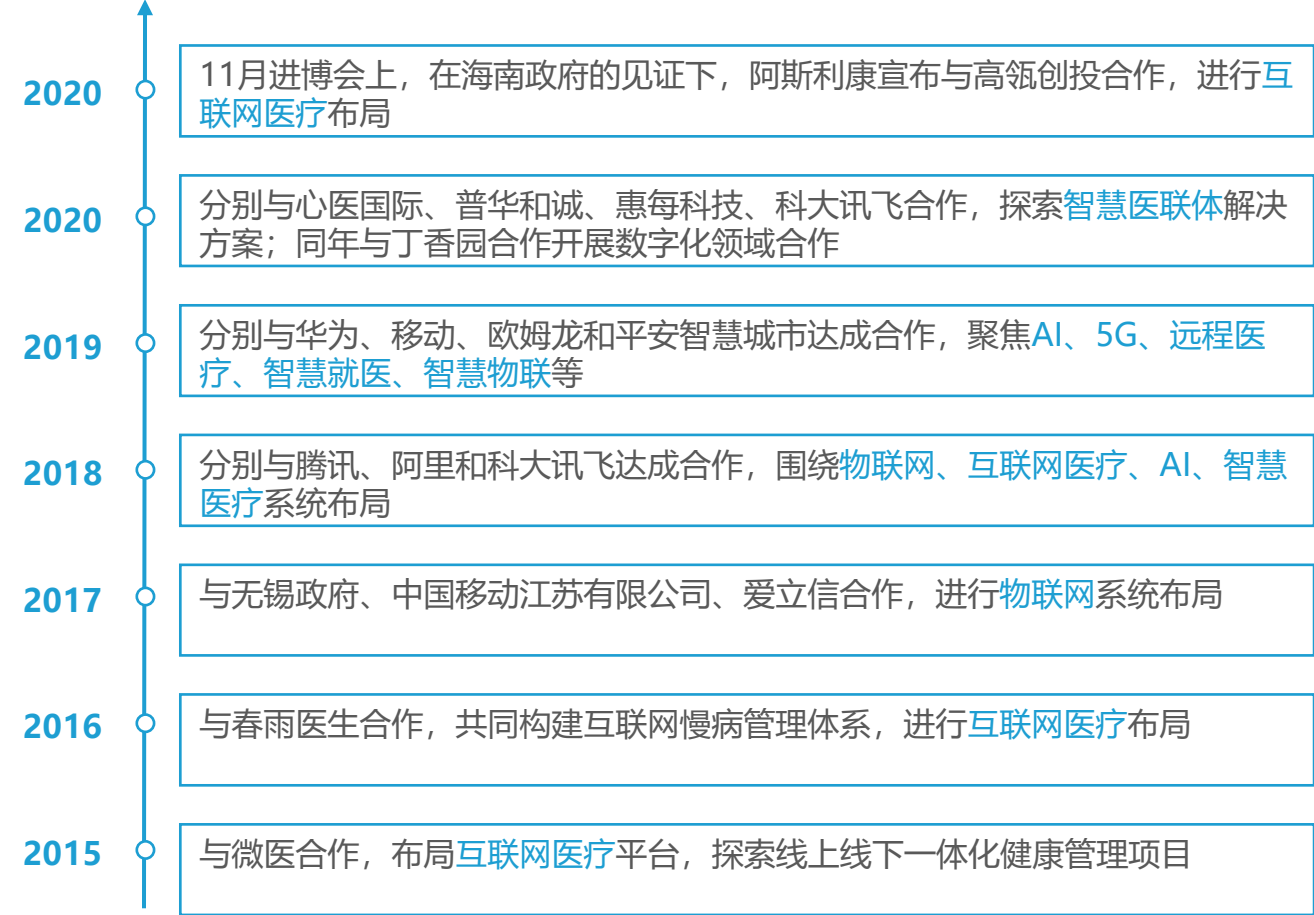 2020
11月进博会上，在海南政府的见证下，阿斯利康宣布与高瓴创投合作，进行互
联网医疗布局
2020
分别与心医国际、普华和诚、惠每科技、科大讯飞合作，探索智慧医联体解决
方案；同年与丁香园合作开展数字化领域合作
2019
分别与华为、移动、欧姆龙和平安智慧城市达成合作，聚焦AI、5G、远程医
疗、智慧就医、智慧物联等
2018
分别与腾讯、阿里和科大讯飞达成合作，围绕物联网、互联网医疗、AI、智慧
医疗系统布局
2017
与无锡政府、中国移动江苏有限公司、爱立信合作，进行物联网系统布局
2016
与春雨医生合作，共同构建互联网慢病管理体系，进行互联网医疗布局
2015
与微医合作，布局互联网医疗平台，探索线上线下一体化健康管理项目